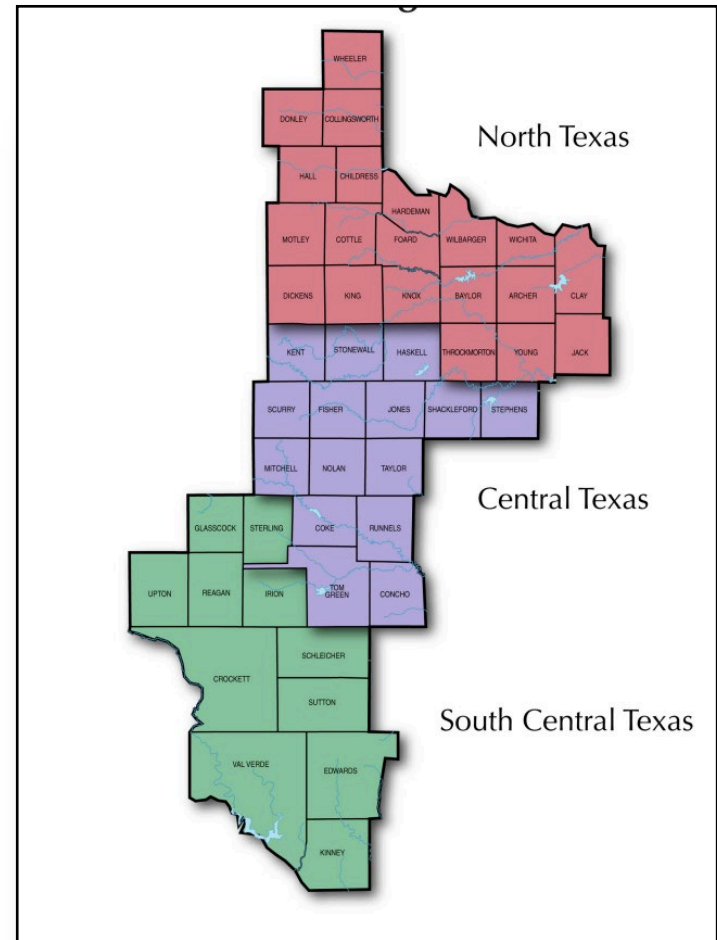 WHEELER
North Texas
DONLEY COLLINGSWORTH
HALL CHILDRESS
HARDEMAN
MOTLEY COTTLE FOARD WILBARGER WICHITA
DICKENS KING KNOX BAYLOR ARCHER CLAY
KENT STONEWALL HASKELL THROCKMORTON YOUNG JACK
SCURRY FISHER JONES SHACKLEFORD STEPHENS
MITCHELL NOLAN TAYLOR
Central Texas
GLASSCOCK STERLING COKE RUNNELS
UPTON REAGAN IRION TOM
GREEN CONCHO
SCHLEICHER
CROCKETT
SUTTON
South Central Texas
VAL VERDE EDWARDS
KINNEY